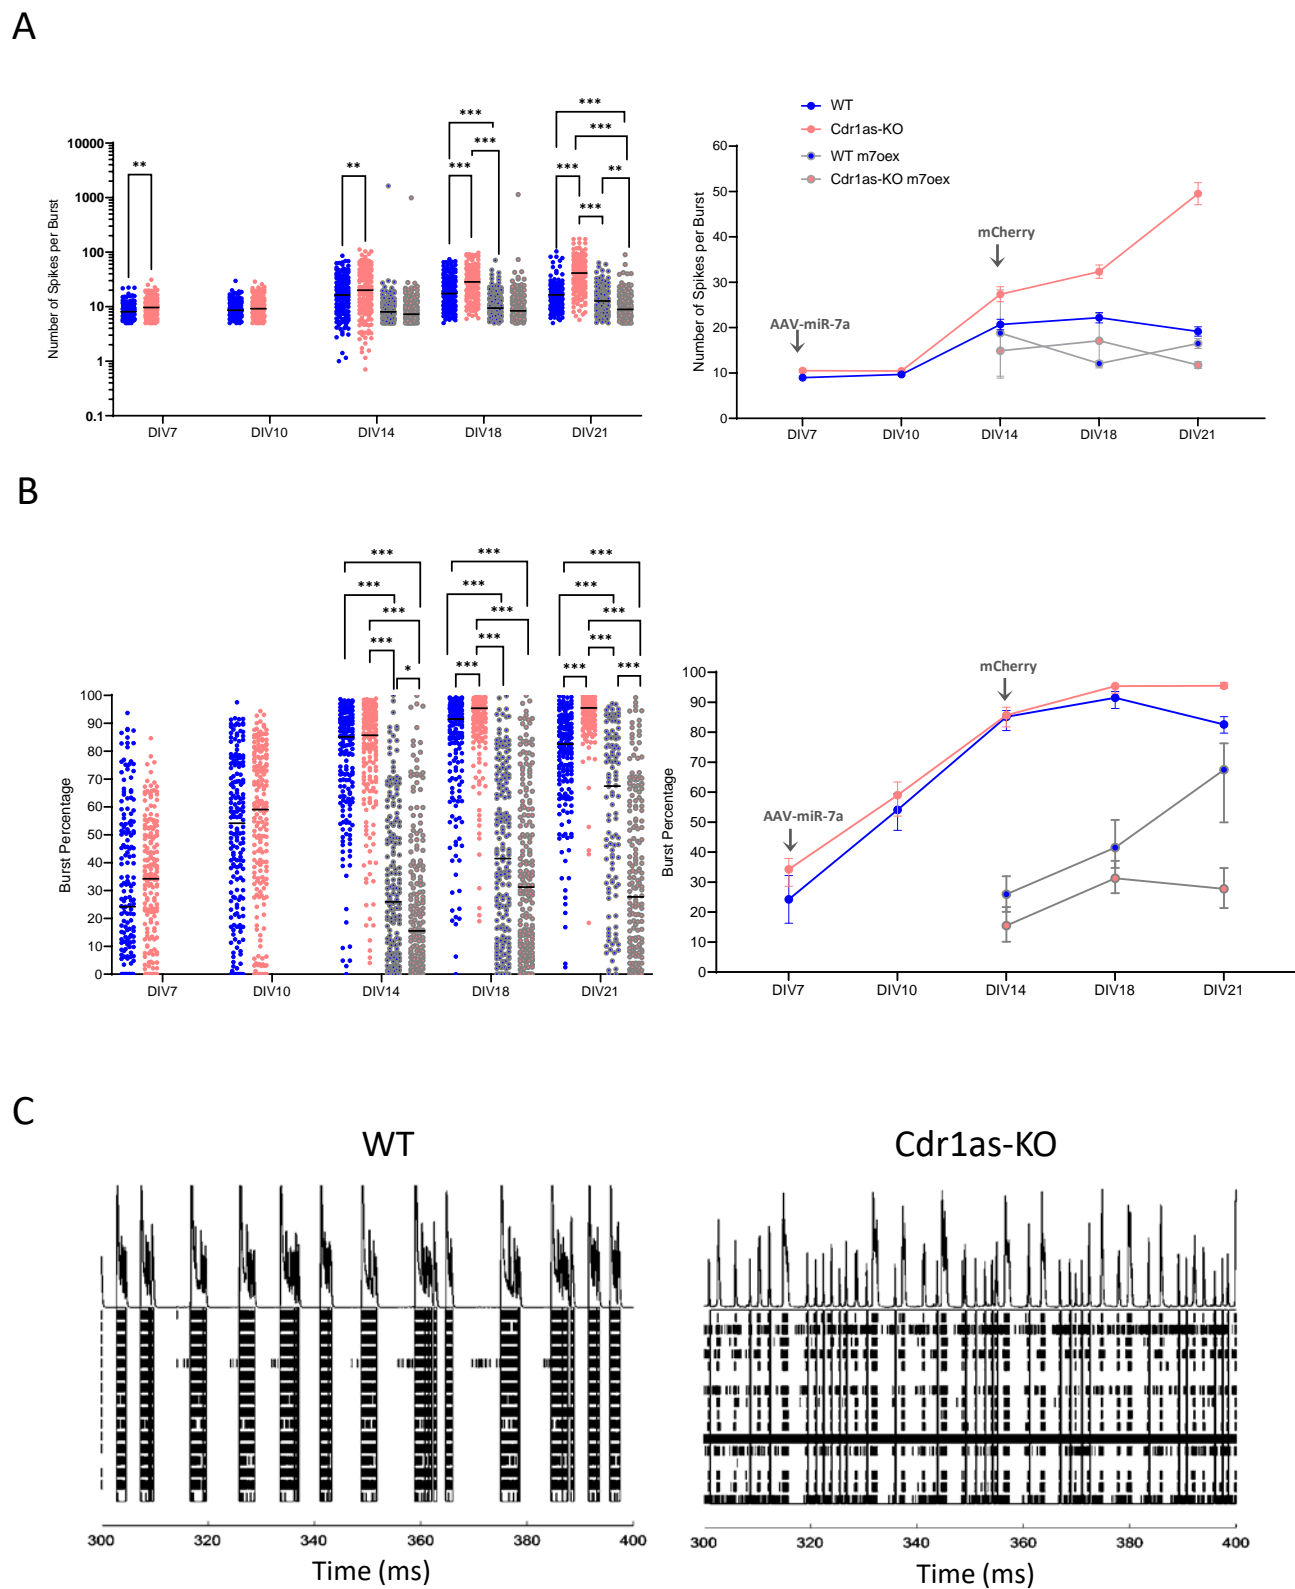 A
WT
Cdr1as-KO
WT m7oex
Cdr1as-KO m7oex
*** *** *** *** ***
** ** *** ** *** ***
Number of Spikes per Burst
10000
1000
100
10
1
0.1
DIV7 DIV10 DIV14 DIV18 DIV21
Number of Spikes per Burst
60
50
40
30
20
10
0
mCherry
AAV-miR-7a
DIV7 DIV10 DIV14 DIV18 DIV21
B
*** *** ***
*** *** ***
*** *** ***
*** *** ***
* *** *** ***
Burst Percentage
100
90
80
70
60
50
40
30
20
10
0
DIV7 DIV10 DIV14 DIV18 DIV21
Burst Percentage
100
90
80
70
60
50
40
30
20
10
0
mCherry
AAV-miR-7a
DIV7 DIV10 DIV14 DIV18 DIV21
C
WT
300 320 340 360 380 400
Time (ms)
Cdr1as-KO
300 320 340 360 380 400
Time (ms)